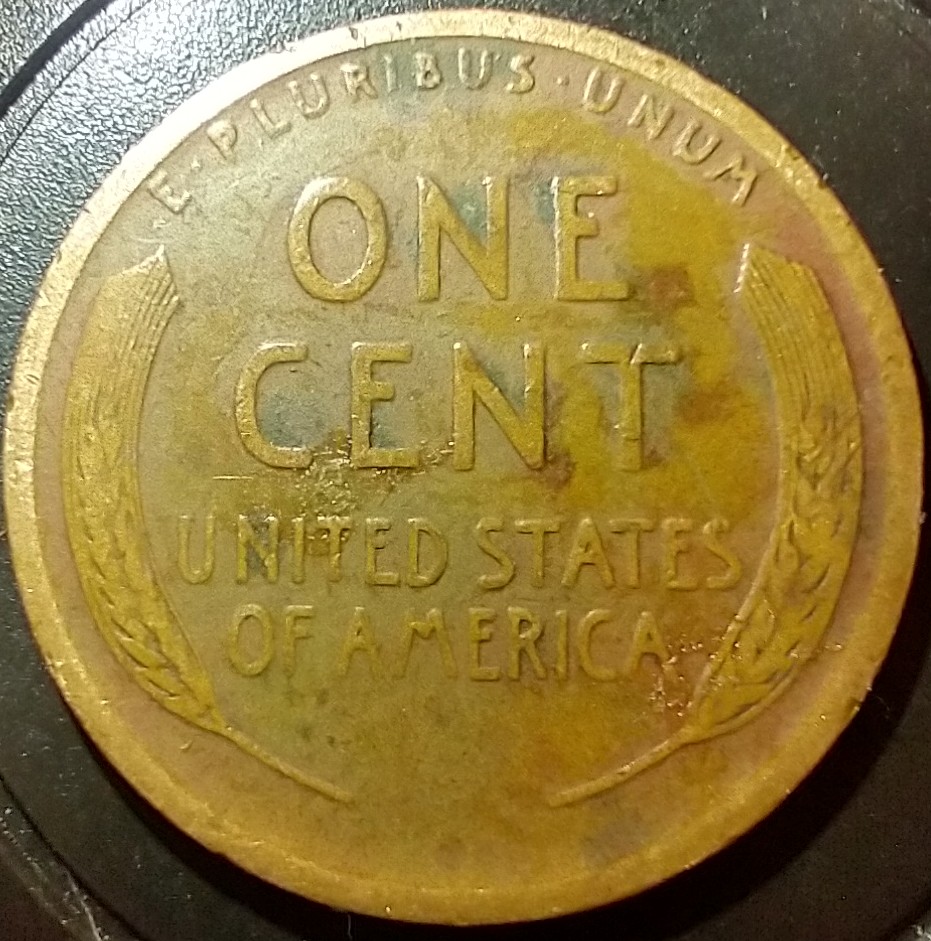 E·PLURIBUS·UNUM
ONE
CENT
UNITED STATES
OF AMERICA